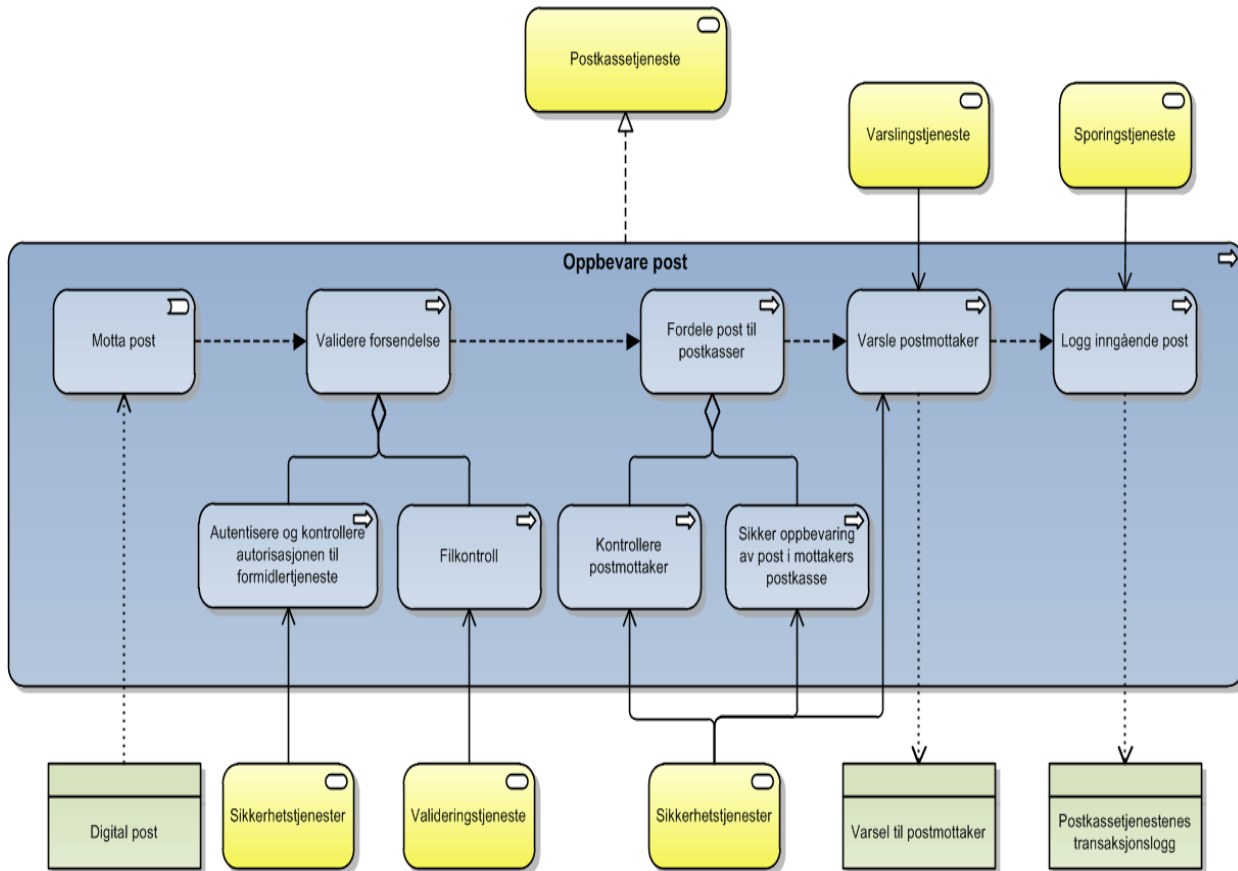 Postkassetjeneste
Varslingstjeneste
Sporingstjeneste
Oppbevare post
Motta post
Validere forsendelse
Fordele post til
postkasser
Varsle postmottaker
Logg inngående post
Autentisere og kontrollere
autorisasjonen til
formidlertjeneste
Filkontroll
Kontrollere
postmottaker
Sikker oppbevaring
av post i mottakers
postkasse
Digital post
Sikkerhetstjenester
Valideringstjeneste
Sikkerhetstjenester
Varsel til postmottaker
Postkassetjenestenes
transaksjonslogg